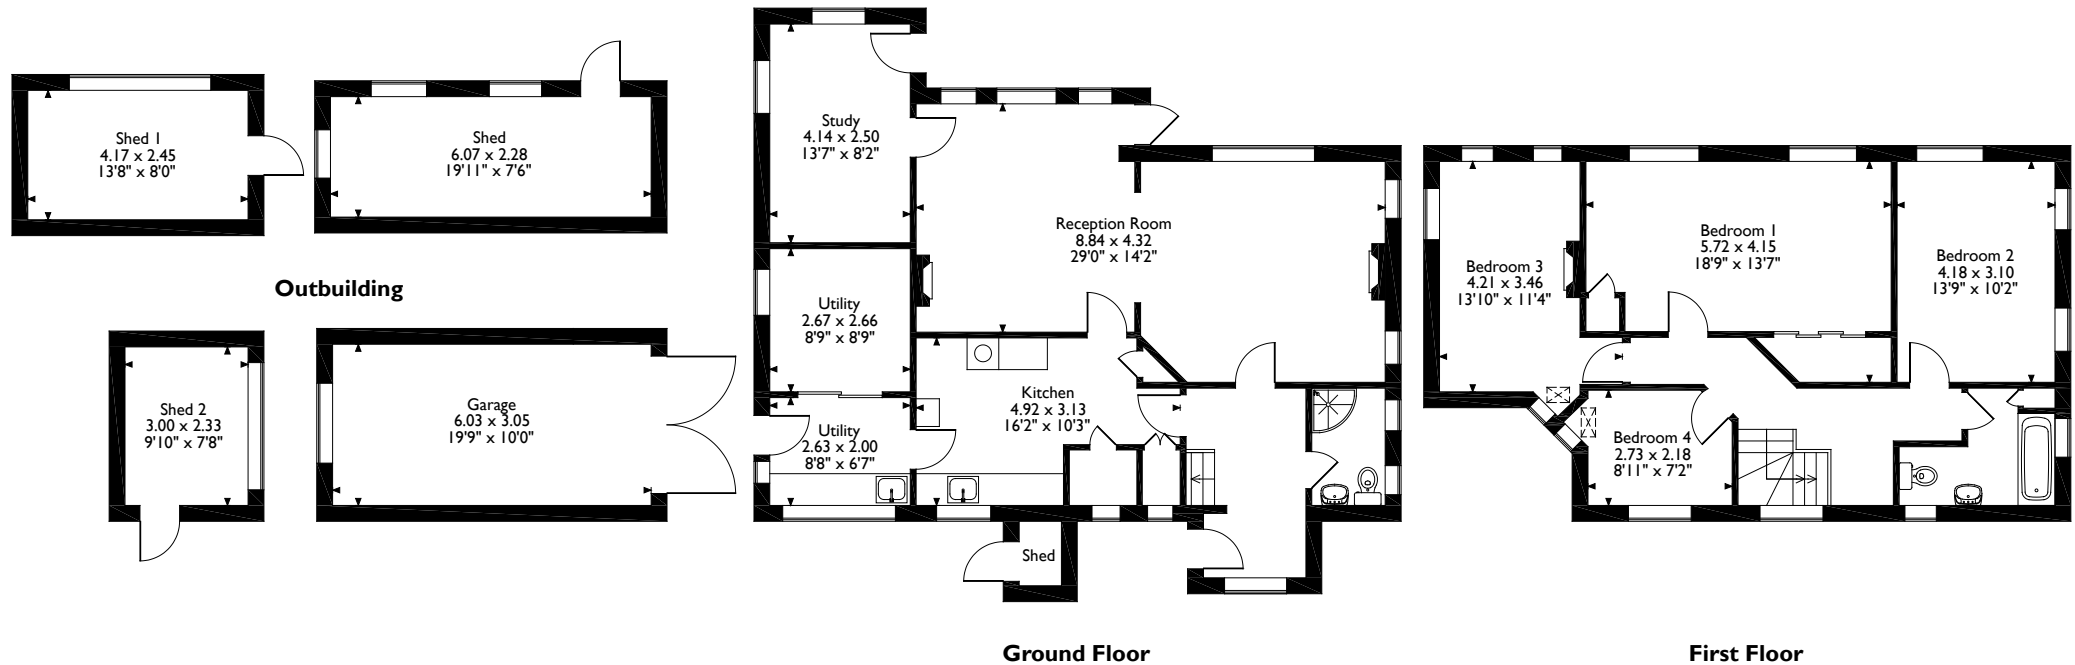 Shed 1
4.17 x 2.45
13'8" x 8'0"
Shed
6.07 x 2.28
19'11" x 7'6"
Outbuilding
Shed 2
3.00 x 2.33
9'10" x 7'8"
Garage
6.03 x 3.05
19'9" x 10'0"
Study
4.14 x 2.50
13'7" x 8'2"
Reception Room
8.84 x 4.32
29'0" x 14'2"
Utility
2.67 x 2.66
8'9" x 8'9"
Kitchen
4.92 x 3.13
16'2" x 10'3"
Utility
2.63 x 2.00
8'8" x 6'7"
Shed
Ground Floor
Bedroom 1
5.72 x 4.15
18'9" x 13'7"
Bedroom 2
4.18 x 3.10
13'9" x 10'2"
Bedroom 3
4.21 x 3.46
13'10" x 11'4"
Bedroom 4
2.73 x 2.18
8'11" x 7'2"
First Floor